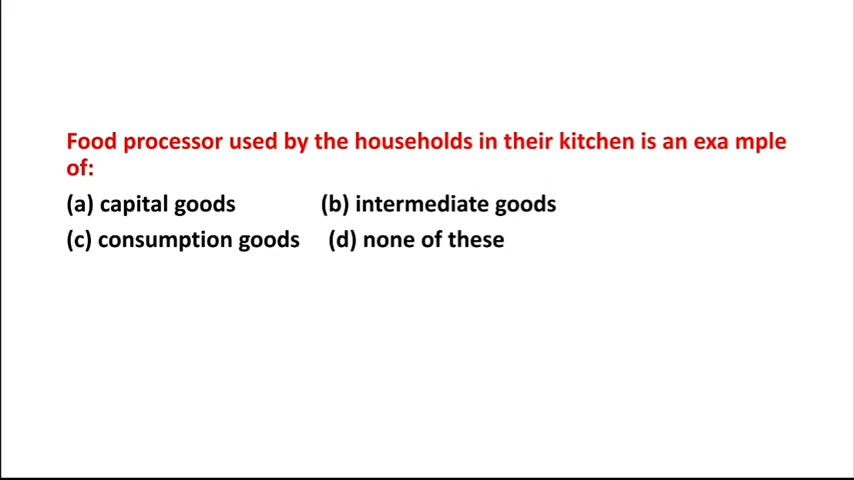 Food processor used by the households in their kitchen is an exa mple
of:
(a) capital goods (b) intermediate goods
(c) consumption goods (d) none of these